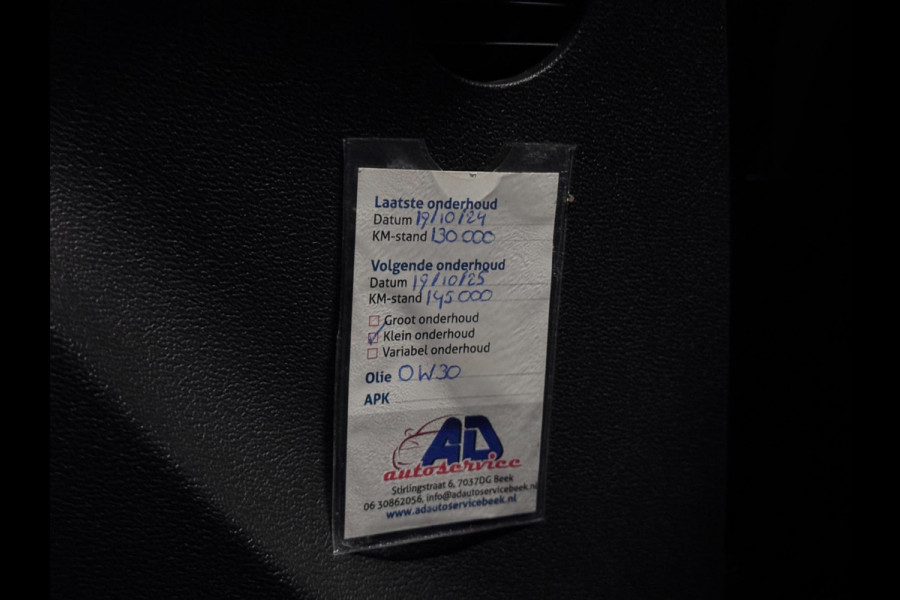 Laatste onderhoud
Datum 19/10/24
KM-stand 130 000
Volgende onderhoud
Datum 19/10/25
KM-stand 145 000
Groot onderhoud
Klein onderhoud
Variabel onderhoud
Olie 0W30
APK
AD
autoservice
Stirlingstraat 6, 7037DG Beek
06 30862056, info@adautoservicebeek.nl
www.adautoservicebeek.nl